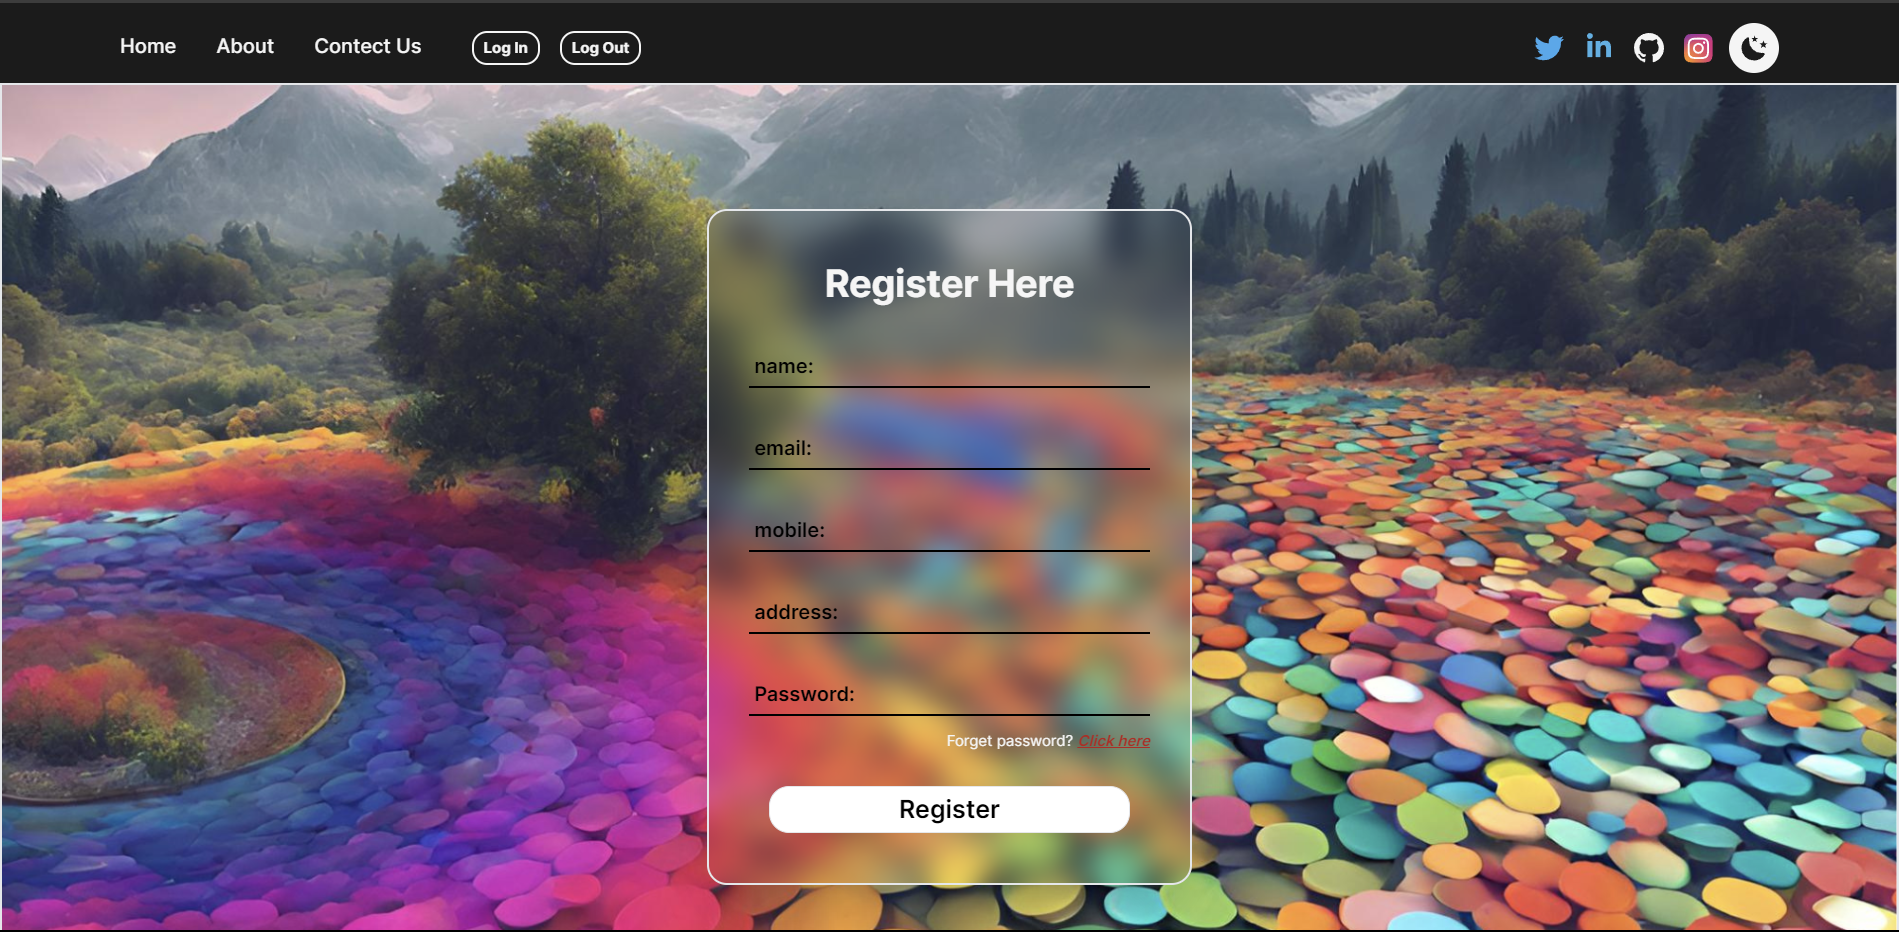 Home About Contect Us Log In Log Out
Register Here
name:
email:
mobile:
address:
Password:
Forget password? Click here
Register